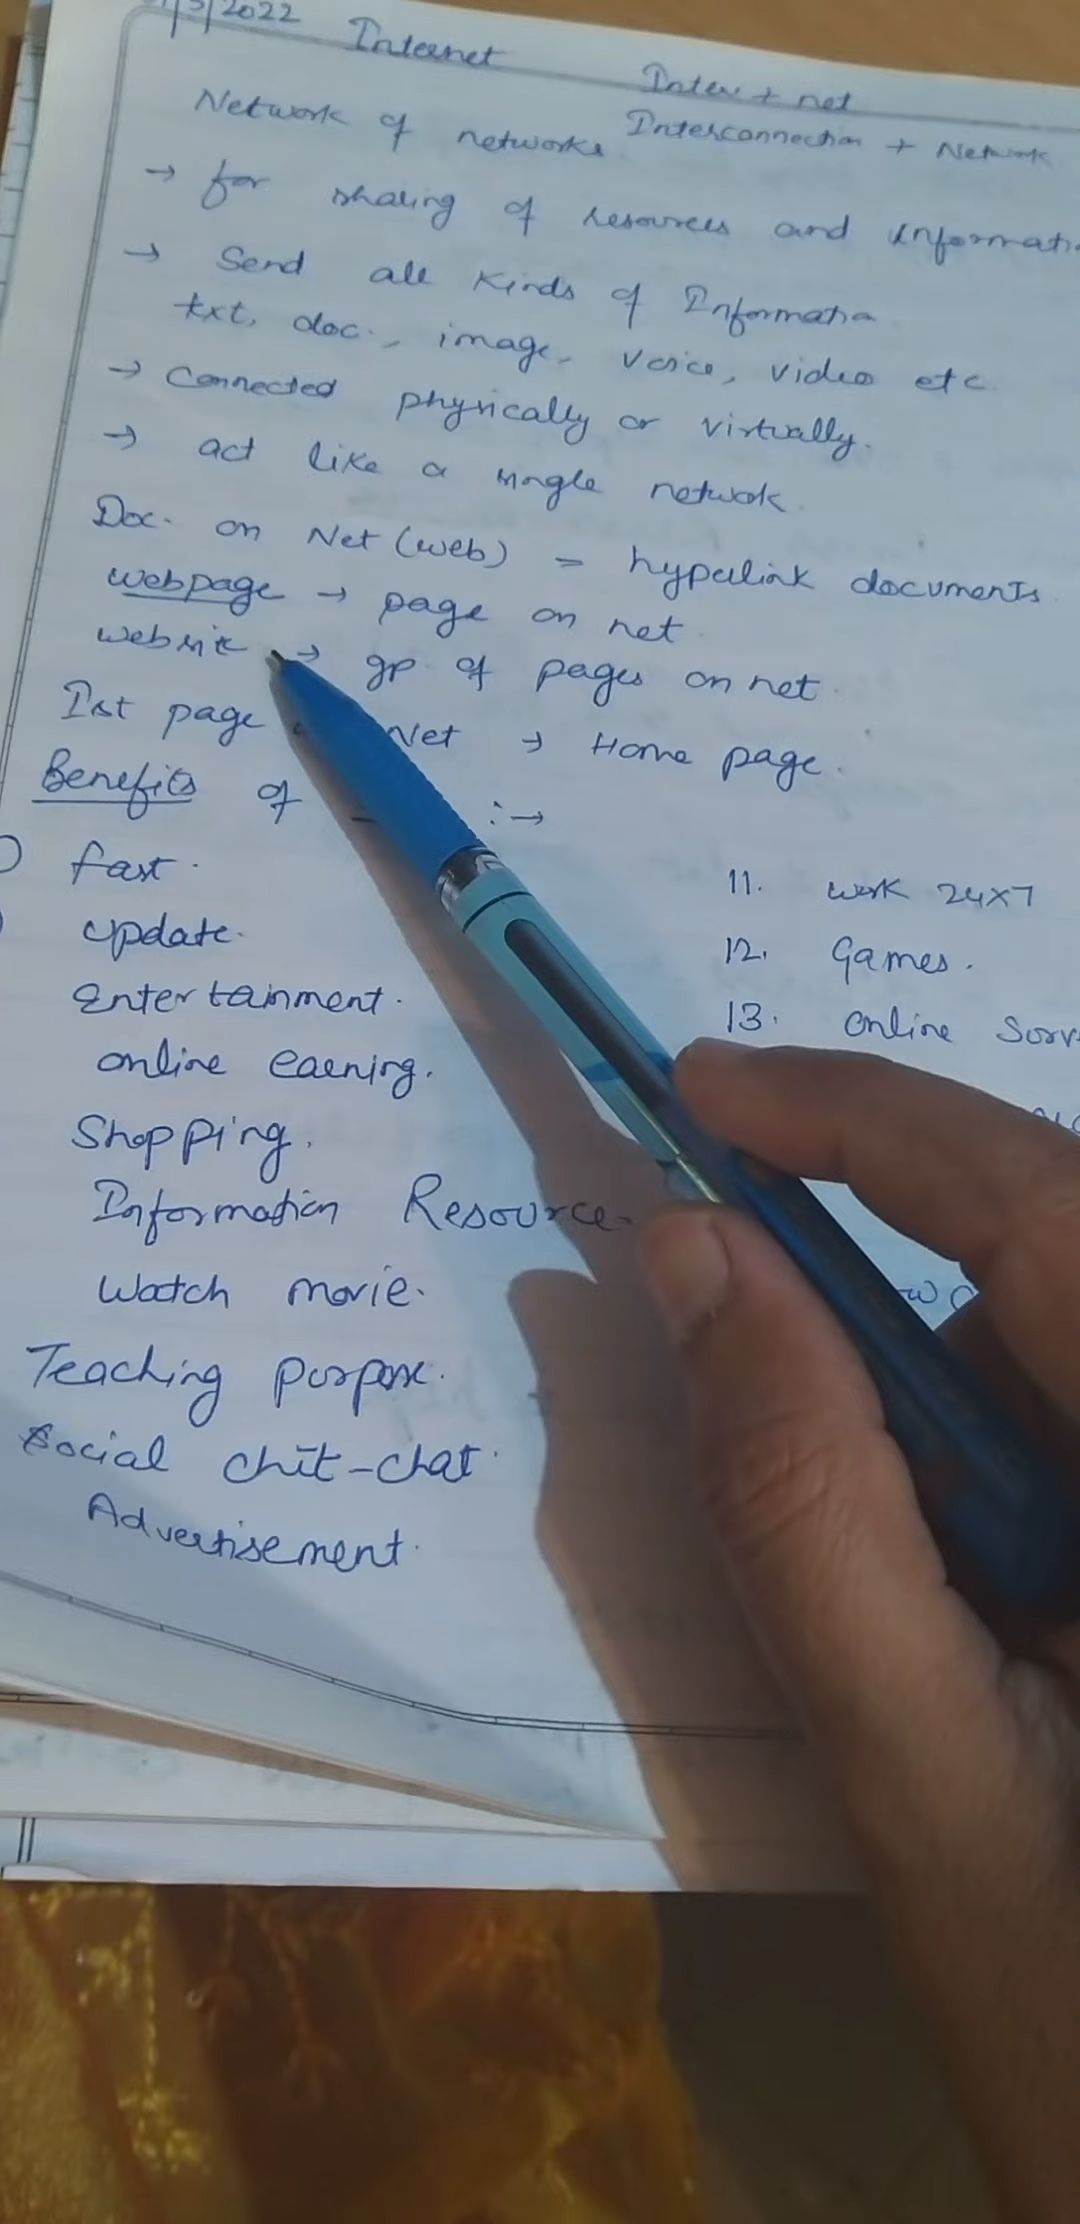 /3/2022
Internet
Inter + net
Network of networks. Interconnection + Network
→ for sharing of resources and informatio
→ Send all kinds of Informatio
txt, doc., image, voice, video etc.
→ Connected physically or virtually.
→ act like a single network.
Doc. on Net (web) = hyperlink documents.
webpage → page on net.
website → gp. of pages on net.
Ist page Net → Home page.
Benefits of :→
fast.
update.
Entertainment.
online earning.
Shopping.
Information Resource.
Watch movie.
Teaching purpose.
Social chit-chat.
Advertisement.
11. work 24x7
12. Games.
13. online